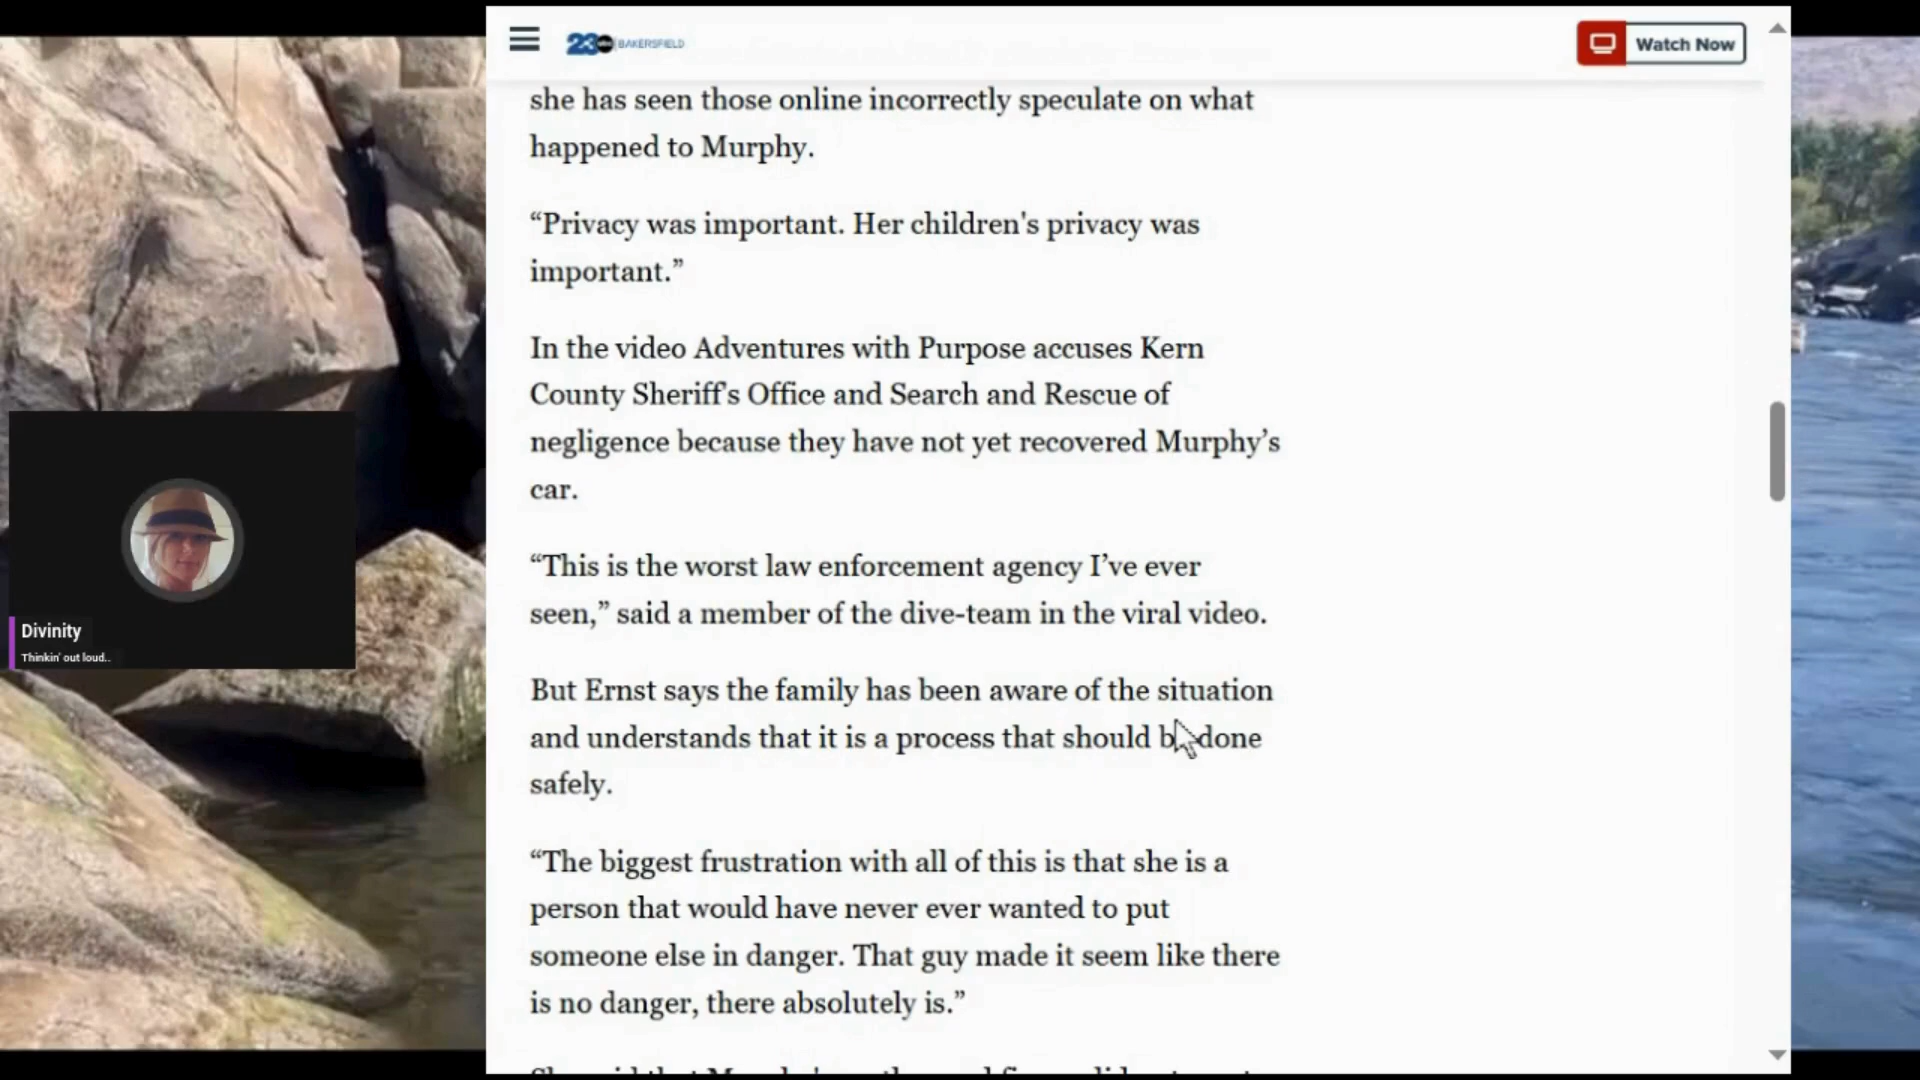 23 abc BAKERSFIELD
Watch Now
she has seen those online incorrectly speculate on what
happened to Murphy.
“Privacy was important. Her children's privacy was
important.”
In the video Adventures with Purpose accuses Kern
County Sheriff's Office and Search and Rescue of
negligence because they have not yet recovered Murphy’s
car.
“This is the worst law enforcement agency I’ve ever
seen,” said a member of the dive-team in the viral video.
But Ernst says the family has been aware of the situation
and understands that it is a process that should be done
safely.
“The biggest frustration with all of this is that she is a
person that would have never ever wanted to put
someone else in danger. That guy made it seem like there
is no danger, there absolutely is.”
Divinity
Thinkin' out loud..